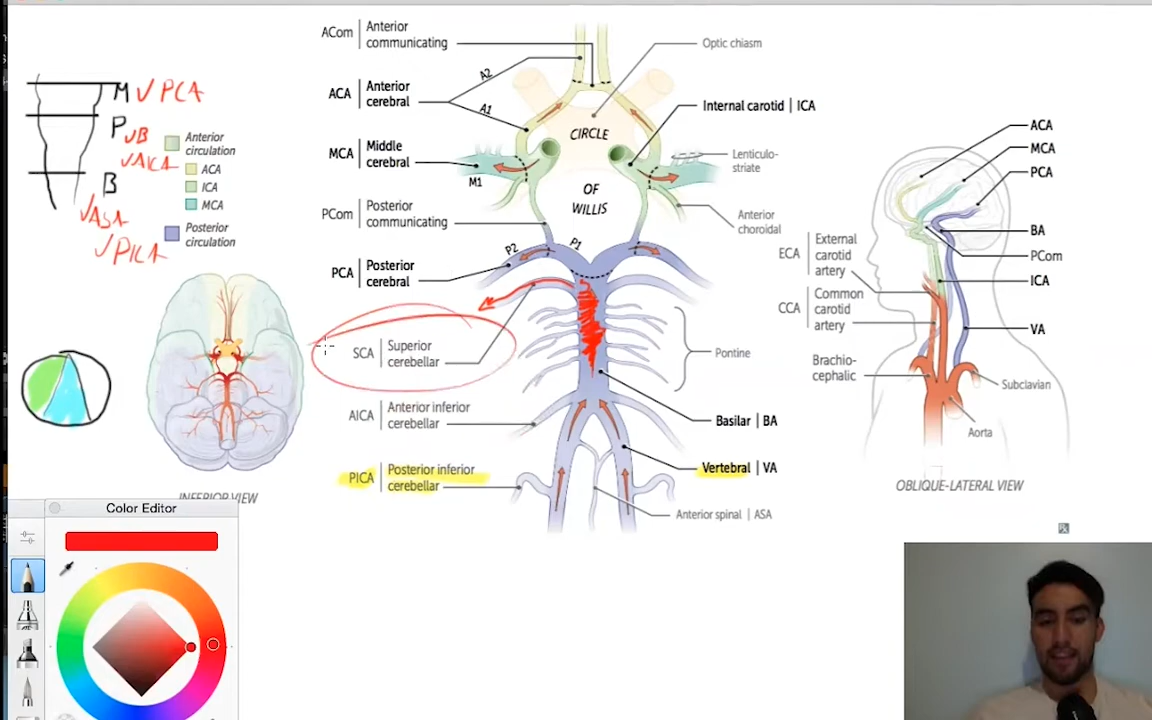 ACom
Anterior
communicating
Optic chiasm
A2
ACA
Anterior
cerebral
A1
Internal carotid | ICA
CIRCLE
MCA
Middle
cerebral
M1
Lenticulo-
striate
OF
WILLIS
PCom
Posterior
communicating
Anterior
choroidal
P2
P1
PCA
Posterior
cerebral
SCA
Superior
cerebellar
Pontine
AICA
Anterior inferior
cerebellar
Basilar | BA
PICA
Posterior inferior
cerebellar
Vertebral | VA
Anterior spinal | ASA
M √PCA
P √B
√AICA
B
√ASA
√PICA
Anterior
circulation
ACA
ICA
MCA
Posterior
circulation
INFERIOR VIEW
ACA
MCA
PCA
BA
PCom
ICA
VA
ECA
External
carotid
artery
CCA
Common
carotid
artery
Brachio-
cephalic
Subclavian
Aorta
OBLIQUE-LATERAL VIEW
Color Editor